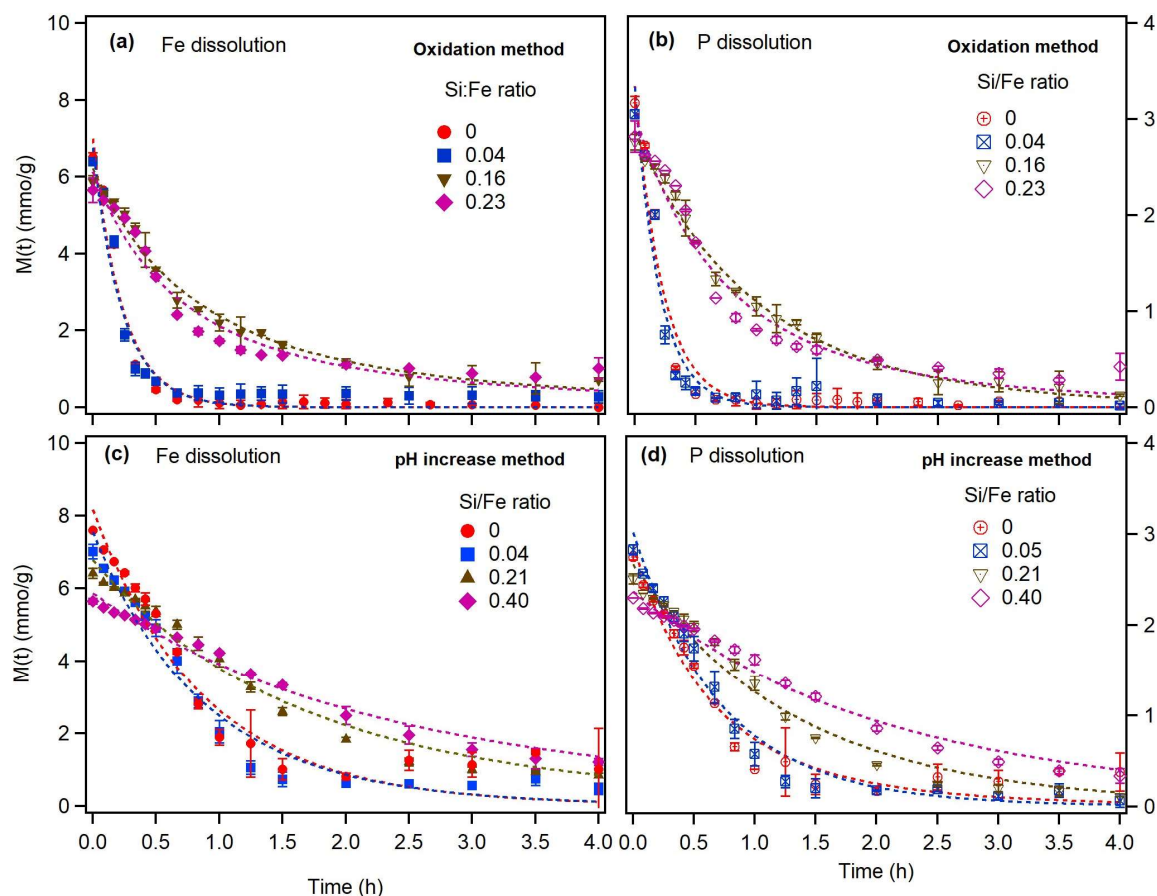 (a) Fe dissolution Oxidation method
Si:Fe ratio
0
0.04
0.16
0.23
10
8
6
4
2
0
M(t) (mmo/g)
(b) P dissolution Oxidation method
Si/Fe ratio
0
0.04
0.16
0.23
4
3
2
1
0
(c) Fe dissolution pH increase method
Si/Fe ratio
0
0.04
0.21
0.40
10
8
6
4
2
0
M(t) (mmo/g)
0.0 0.5 1.0 1.5 2.0 2.5 3.0 3.5 4.0
Time (h)
(d) P dissolution pH increase method
Si/Fe ratio
0
0.05
0.21
0.40
4
3
2
1
0
M(t) (mmo/g)
0.0 0.5 1.0 1.5 2.0 2.5 3.0 3.5 4.0
Time (h)